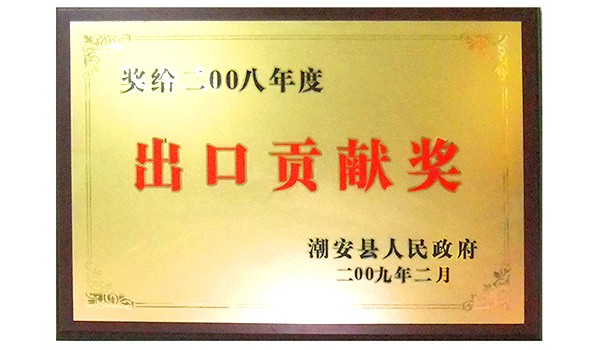 奖给二00八年度
出口贡献奖
潮安县人民政府
二00九年二月